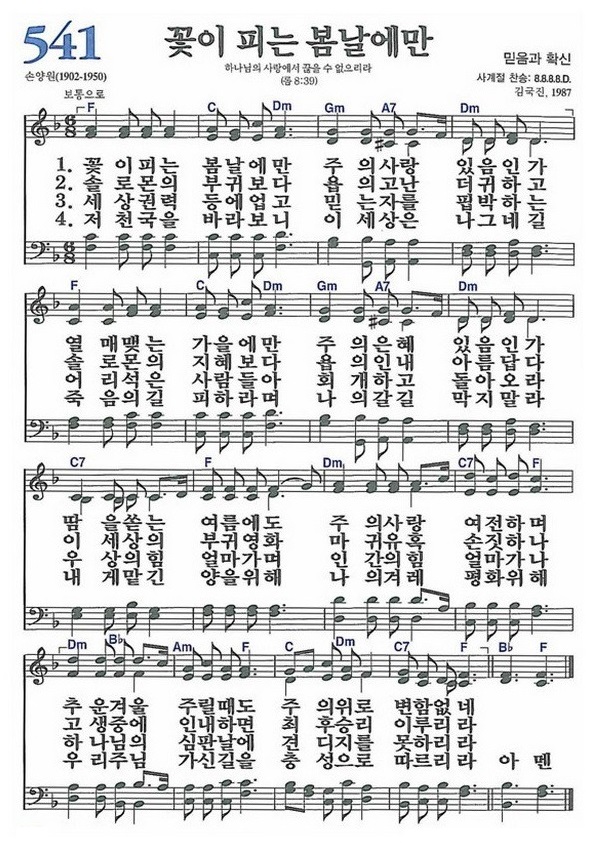 541
꽃이 피는 봄날에만
믿음과 확신
손양원(1902-1950)
하나님의 사랑에서 끊을 수 없으리라
(롬 8:39)
사계절 찬송: 8.8.8.8.D.
김국진, 1987
보통으로
F C Dm Gm A7 Dm
1. 꽃이피는 봄날에만 주의사랑 있음인가
2. 솔로몬의 부귀보다 욥의고난 더귀하고
3. 세상권력 등에업고 믿는자를 핍박하는
4. 저천국을 바라보니 이세상은 나그네길
F C Dm Gm A7 Dm
열매맺는 가을에만 주의은혜 있음인가
솔로몬의 지혜보다 욥의인내 아름답다
어리석은 사람들아 회개하고 돌아오라
죽음의길 피하라며 나의갈길 막지말라
C7 F Dm C7 F
땀을쏟는 여름에도 주의사랑 여전하며
이세상의 부귀영화 마귀유혹 손짓하나
우상의힘 얼마가며 인간의힘 얼마가나
내게맡긴 양을위해 나의겨레 평화위해
Dm Bb Am F C Dm C7 F Bb F
추운겨울 주릴때도 주의위로 변함없네
고생중에 인내하면 최후승리 이루리라
하나님의 심판날에 견디지를 못하리라
우리주님 가신길을 충성으로 따르리라 아멘